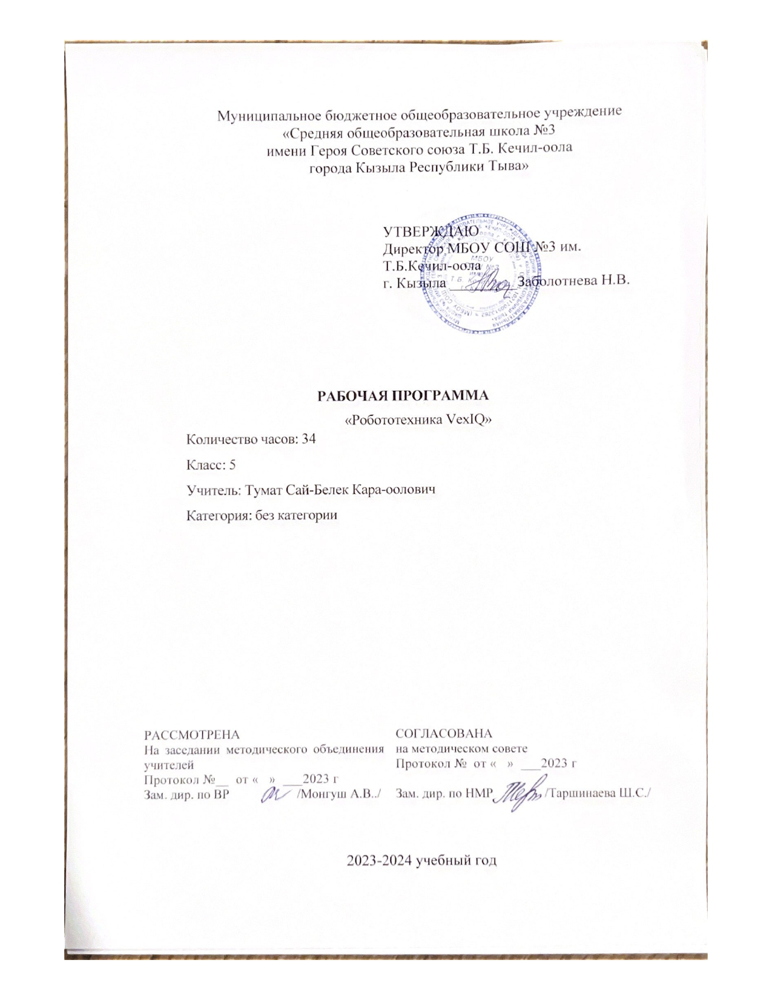 Муниципальное бюджетное общеобразовательное учреждение
«Средняя общеобразовательная школа №3
имени Героя Советского союза Т.Б. Кечил-оола
города Кызыла Республики Тыва»
УТВЕРЖДАЮ
Директор МБОУ СОШ №3 им.
Т.Б.Кечил-оола
г. Кызыла _________Заболотнева Н.В.
МБОУ
РАБОЧАЯ ПРОГРАММА
«Робототехника VexIQ»
Количество часов: 34
Класс: 5
Учитель: Тумат Сай-Белек Кара-оолович
Категория: без категории
РАССМОТРЕНА
На заседании методического объединения
учителей
Протокол №__ от « » ___2023 г
Зам. дир. по ВР /Монгуш А.В../
СОГЛАСОВАНА
на методическом совете
Протокол № от « » ___2023 г
Зам. дир. по НМР /Таршинаева Ш.С./
2023-2024 учебный год